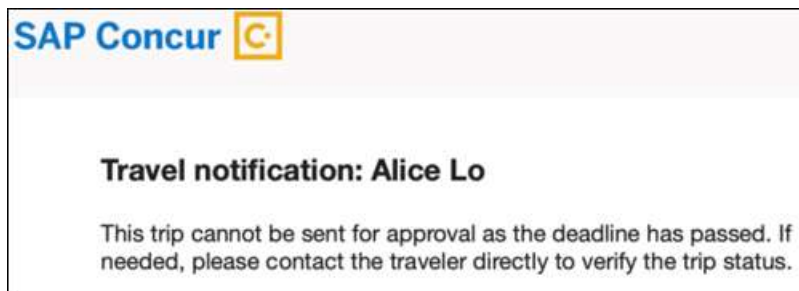 SAP Concur C
Travel notification: Alice Lo
This trip cannot be sent for approval as the deadline has passed. If
needed, please contact the traveler directly to verify the trip status.